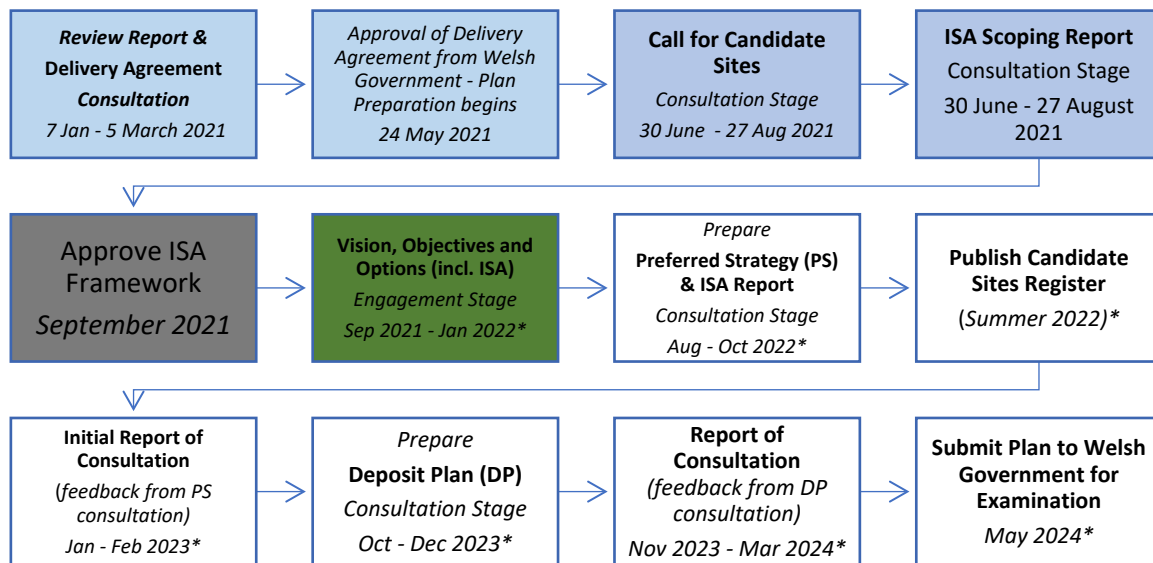 Review Report &
Delivery Agreement
Consultation
7 Jan - 5 March 2021
Approval of Delivery
Agreement from Welsh
Government - Plan
Preparation begins
24 May 2021
Call for Candidate
Sites
Consultation Stage
30 June - 27 Aug 2021
ISA Scoping Report
Consultation Stage
30 June - 27 August
2021
Approve ISA
Framework
September 2021
Vision, Objectives and
Options (incl. ISA)
Engagement Stage
Sep 2021 - Jan 2022*
Prepare
Preferred Strategy (PS)
& ISA Report
Consultation Stage
Aug - Oct 2022*
Publish Candidate
Sites Register
(Summer 2022)*
Initial Report of
Consultation
(feedback from PS
consultation)
Jan - Feb 2023*
Prepare
Deposit Plan (DP)
Consultation Stage
Oct - Dec 2023*
Report of
Consultation
(feedback from DP
consultation)
Nov 2023 - Mar 2024*
Submit Plan to Welsh
Government for
Examination
May 2024*